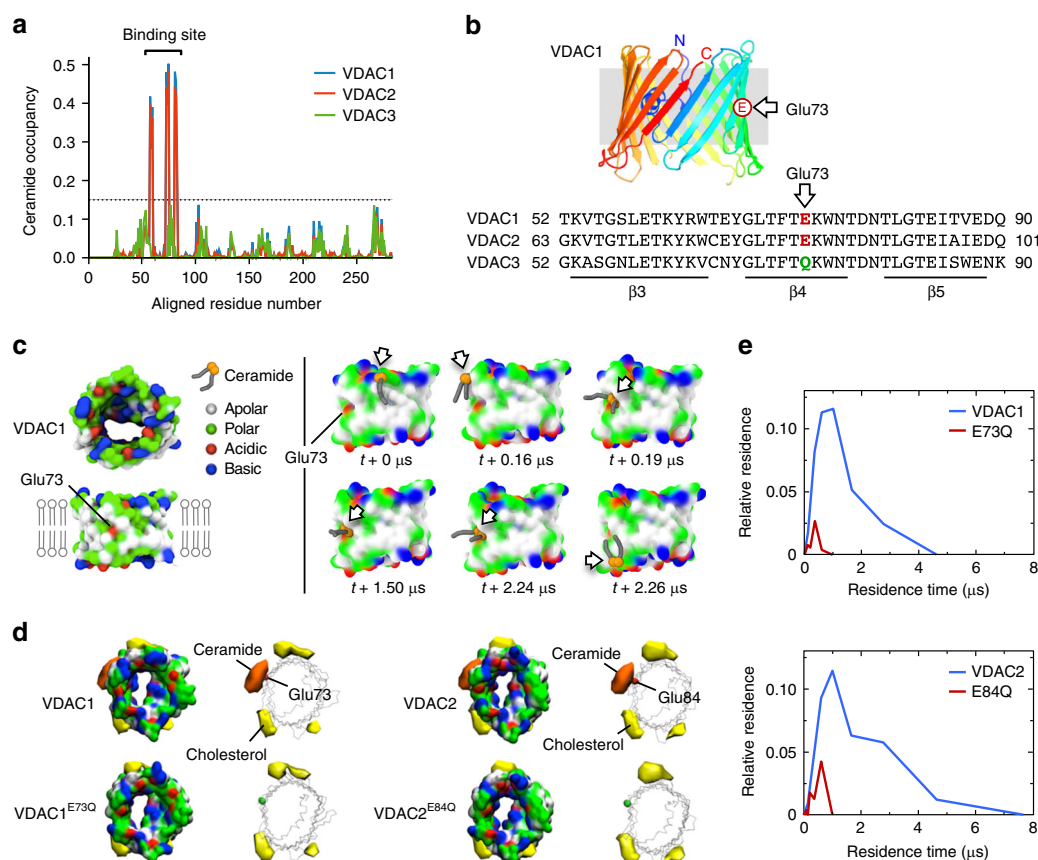 a
Binding site
VDAC1
VDAC2
VDAC3
Ceramide occupancy
0.5
0.4
0.3
0.2
0.1
0.0
0 50 100 150 200 250
Aligned residue number
b
VDAC1
N
C
E
Glu73
Glu73
VDAC1 52 TKVTGSLETKYRWTEYGLTFTEKWNTDNTLGTEITVEDQ 90
VDAC2 63 GKVTGTLETKYKWCEYGLTFTEKWNTDNTLGTEIAIEDQ 101
VDAC3 52 GKASGNLETKYKVCNYGLTFTQKWNTDNTLGTEISWENK 90
β3 β4 β5
c
Ceramide
VDAC1
Apolar
Polar
Acidic
Basic
Glu73
Glu73
t + 0 µs t + 0.16 µs t + 0.19 µs
t + 1.50 µs t + 2.24 µs t + 2.26 µs
d
VDAC1
Ceramide
Glu73
Cholesterol
VDAC1E73Q
VDAC2
Ceramide
Glu84
Cholesterol
VDAC2E84Q
e
Relative residence
VDAC1
E73Q
0.10
0.05
0
0 2 4 6 8
Residence time (µs)
Relative residence
VDAC2
E84Q
0.10
0.05
0
0 2 4 6 8
Residence time (µs)